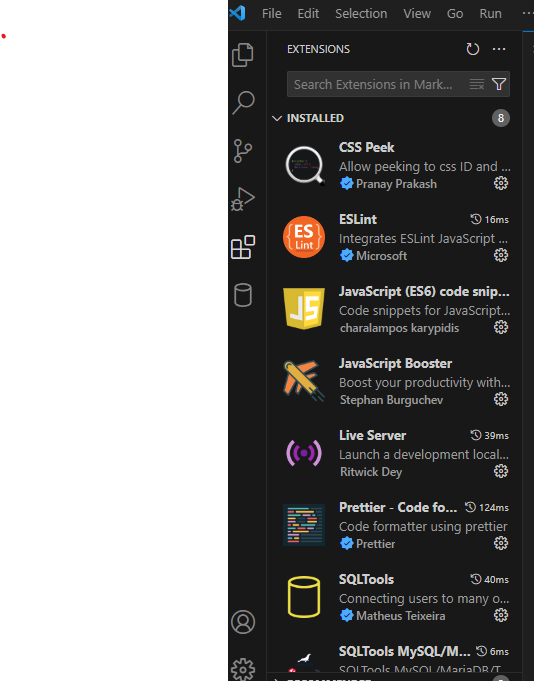 File Edit Selection View Go Run
EXTENSIONS
Search Extensions in Mark...
INSTALLED 8
CSS Peek
Allow peeking to css ID and ...
Pranay Prakash
ES
Lint
ESLint 16ms
Integrates ESLint JavaScript ...
Microsoft
JS
JavaScript (ES6) code snip...
Code snippets for JavaScript...
charalampos karypidis
JavaScript Booster
Boost your productivity with...
Stephan Burguchev
Live Server 39ms
Launch a development local...
Ritwick Dey
Prettier - Code fo... 124ms
Code formatter using prettier
Prettier
SQLTools 40ms
Connecting users to many o...
Matheus Teixeira
SQLTools MySQL/M... 6ms
SQLTools MySQL/MariaDB/T...
RECOMMENDED